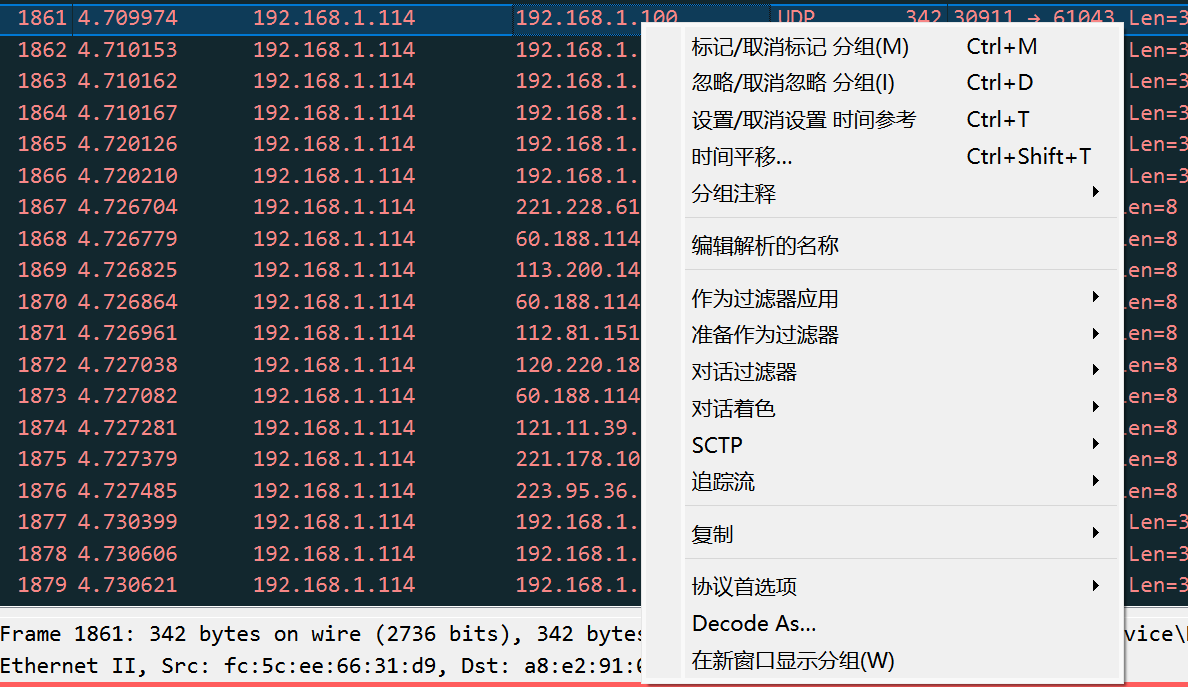 1861 4.709974 192.168.1.114 192.168.1.100 UDP 342 30911 → 61043 Len=3
1862 4.710153 192.168.1.114 192.168.1. Len=3
1863 4.710162 192.168.1.114 192.168.1. Len=3
1864 4.710167 192.168.1.114 192.168.1. Len=3
1865 4.720126 192.168.1.114 192.168.1. Len=3
1866 4.720210 192.168.1.114 192.168.1. Len=3
1867 4.726704 192.168.1.114 221.228.61 Len=8
1868 4.726779 192.168.1.114 60.188.114 Len=8
1869 4.726825 192.168.1.114 113.200.14 Len=8
1870 4.726864 192.168.1.114 60.188.114 Len=8
1871 4.726961 192.168.1.114 112.81.151 Len=8
1872 4.727038 192.168.1.114 120.220.18 Len=8
1873 4.727082 192.168.1.114 60.188.114 Len=8
1874 4.727281 192.168.1.114 121.11.39. Len=8
1875 4.727379 192.168.1.114 221.178.10 Len=8
1876 4.727485 192.168.1.114 223.95.36. Len=8
1877 4.730399 192.168.1.114 192.168.1. Len=3
1878 4.730606 192.168.1.114 192.168.1. Len=3
1879 4.730621 192.168.1.114 192.168.1. Len=3
标记/取消标记 分组(M) Ctrl+M
忽略/取消忽略 分组(I) Ctrl+D
设置/取消设置 时间参考 Ctrl+T
时间平移... Ctrl+Shift+T
分组注释
编辑解析的名称
作为过滤器应用
准备作为过滤器
对话过滤器
对话着色
SCTP
追踪流
复制
协议首选项
Decode As...
在新窗口显示分组(W)
Frame 1861: 342 bytes on wire (2736 bits), 342 bytes vice\
Ethernet II, Src: fc:5c:ee:66:31:d9, Dst: a8:e2:91: